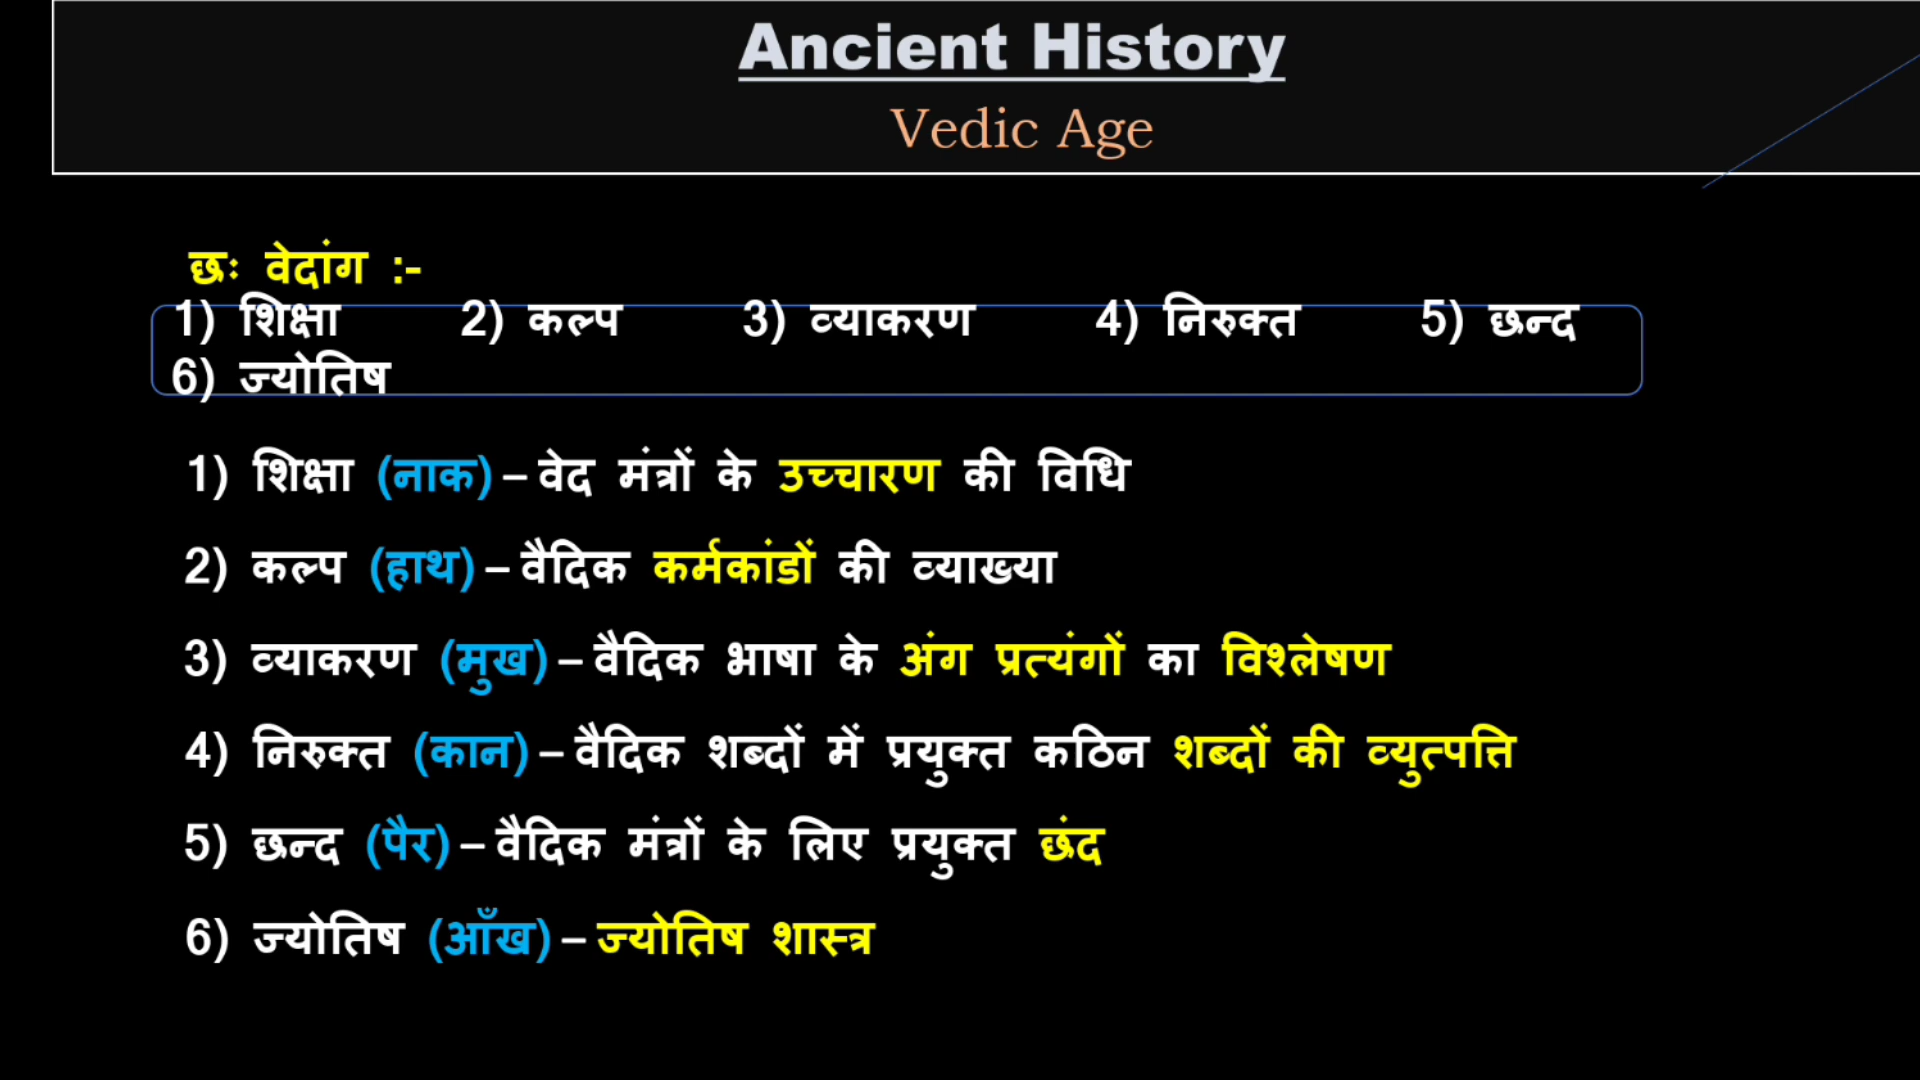 Ancient History
Vedic Age
छः वेदांग :-
1) शिक्षा 2) कल्प 3) व्याकरण 4) निरुक्त 5) छन्द
6) ज्योतिष
1) शिक्षा (नाक) – वेद मंत्रों के उच्चारण की विधि
2) कल्प (हाथ) – वैदिक कर्मकांडों की व्याख्या
3) व्याकरण (मुख) – वैदिक भाषा के अंग प्रत्यंगों का विश्लेषण
4) निरुक्त (कान) – वैदिक शब्दों में प्रयुक्त कठिन शब्दों की व्युत्पत्ति
5) छन्द (पैर) – वैदिक मंत्रों के लिए प्रयुक्त छंद
6) ज्योतिष (आँख) – ज्योतिष शास्त्र